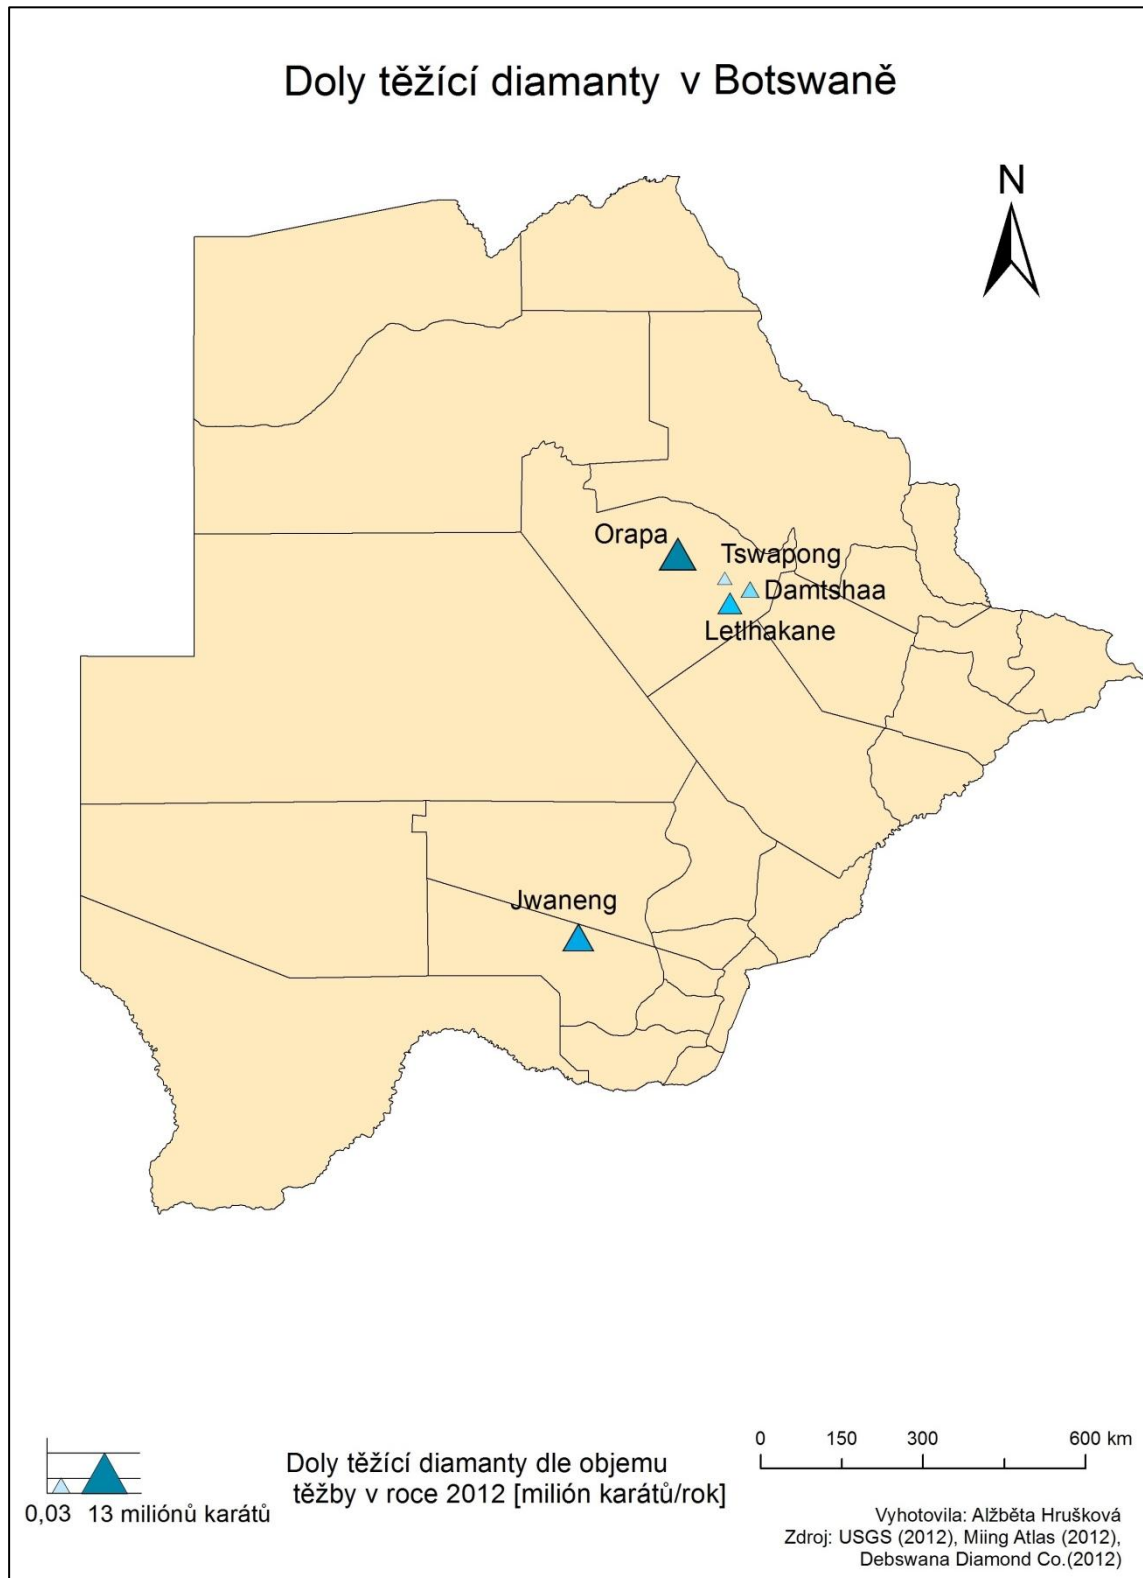 Doly těžící diamanty v Botswaně
N
Orapa
Tswapong
Damtshaa
Letlhakane
Jwaneng
0 150 300 600 km
Doly těžící diamanty dle objemu
těžby v roce 2012 [milión karátů/rok]
0,03 13 miliónů karátů
Vyhotovila: Alžběta Hrušková
Zdroj: USGS (2012), Miing Atlas (2012),
Debswana Diamond Co.(2012)